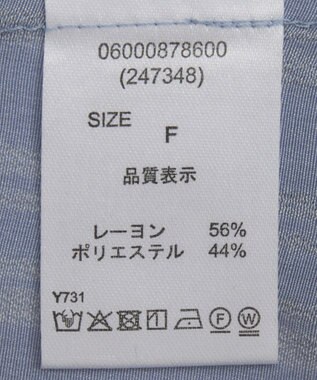 06000878600
(247348)
SIZE F
品質表示
レーヨン 56%
ポリエステル 44%
Y731
F W